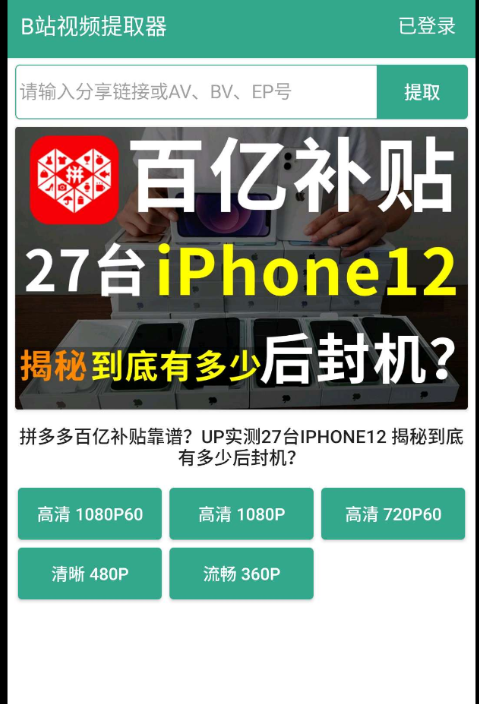 B站视频提取器
已登录
请输入分享链接或AV、BV、EP号
提取
拼
百亿补贴
27台iPhone12
揭秘到底有多少后封机？
拼多多百亿补贴靠谱？UP实测27台IPHONE12 揭秘到底
有多少后封机？
高清 1080P60
高清 1080P
高清 720P60
清晰 480P
流畅 360P